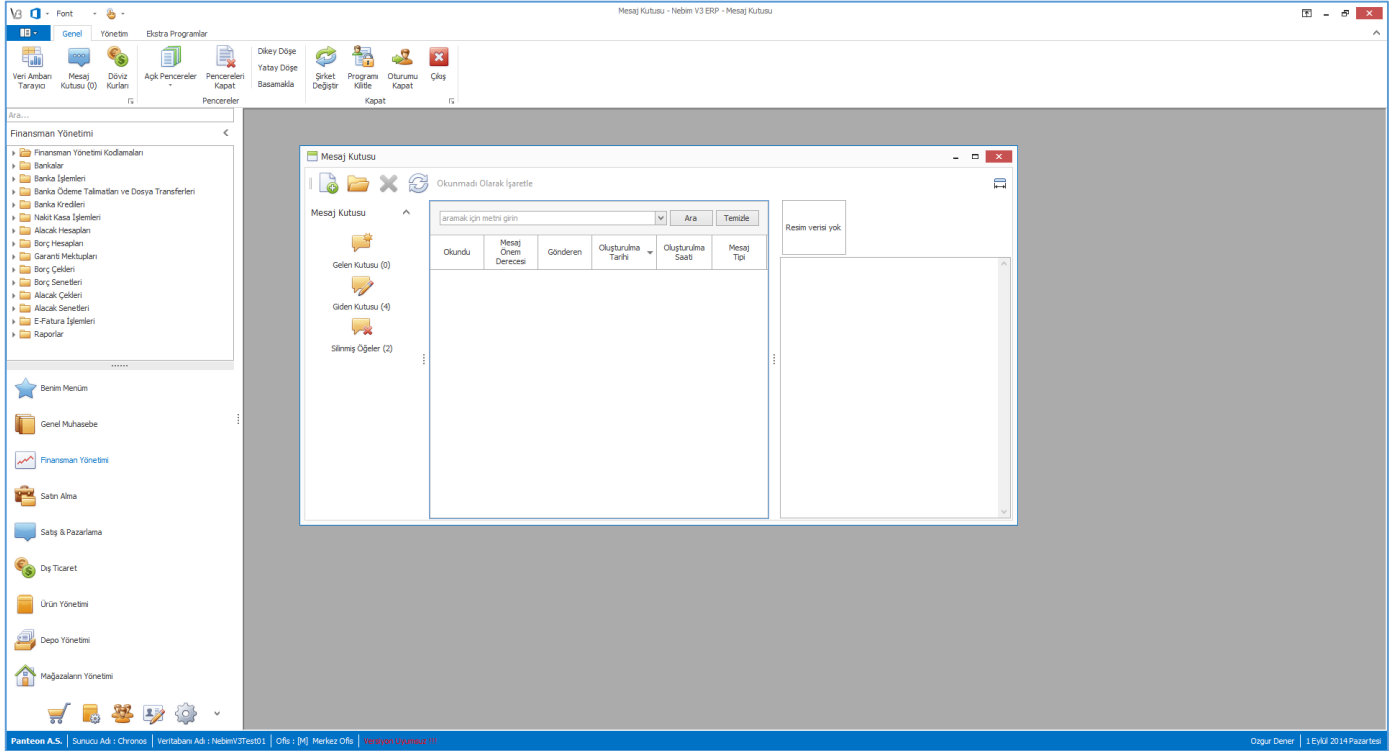 V3 Font
Mesaj Kutusu - Nebim V3 ERP - Mesaj Kutusu
Genel Yönetim Ekstra Programlar
Veri Ambarı Tarayıcı
Mesaj Kutusu (0)
Döviz Kurları
Açık Pencereler
Pencereleri Kapat
Dikey Döşe
Yatay Döşe
Basamakla
Şirket Değiştir
Programı Kilitle
Oturumu Kapat
Çıkış
Pencereler
Kapat
Ara...
Finansman Yönetimi
Finansman Yönetimi Kodlamaları
Bankalar
Banka İşlemleri
Banka Ödeme Talimatları ve Dosya Transferleri
Banka Kredileri
Nakit Kasa İşlemleri
Alacak Hesapları
Borç Hesapları
Garanti Mektupları
Borç Çekleri
Borç Senetleri
Alacak Çekleri
Alacak Senetleri
E-Fatura İşlemleri
Raporlar
Benim Menüm
Genel Muhasebe
Finansman Yönetimi
Satın Alma
Satış & Pazarlama
Dış Ticaret
Ürün Yönetimi
Depo Yönetimi
Mağazaların Yönetimi
Mesaj Kutusu
Okunmadı Olarak İşaretle
Mesaj Kutusu
Gelen Kutusu (0)
Giden Kutusu (4)
Silinmiş Öğeler (2)
aramak için metni girin
Ara
Temizle
Okundu
Mesaj Önem Derecesi
Gönderen
Oluşturulma Tarihi
Oluşturulma Saati
Mesaj Tipi
Resim verisi yok
Panteon A.S. Sunucu Adı : Chronos Veritabanı Adı : NebimV3Test01 Ofis : [M] Merkez Ofis
Ozgur Dener 1 Eylül 2014 Pazartesi